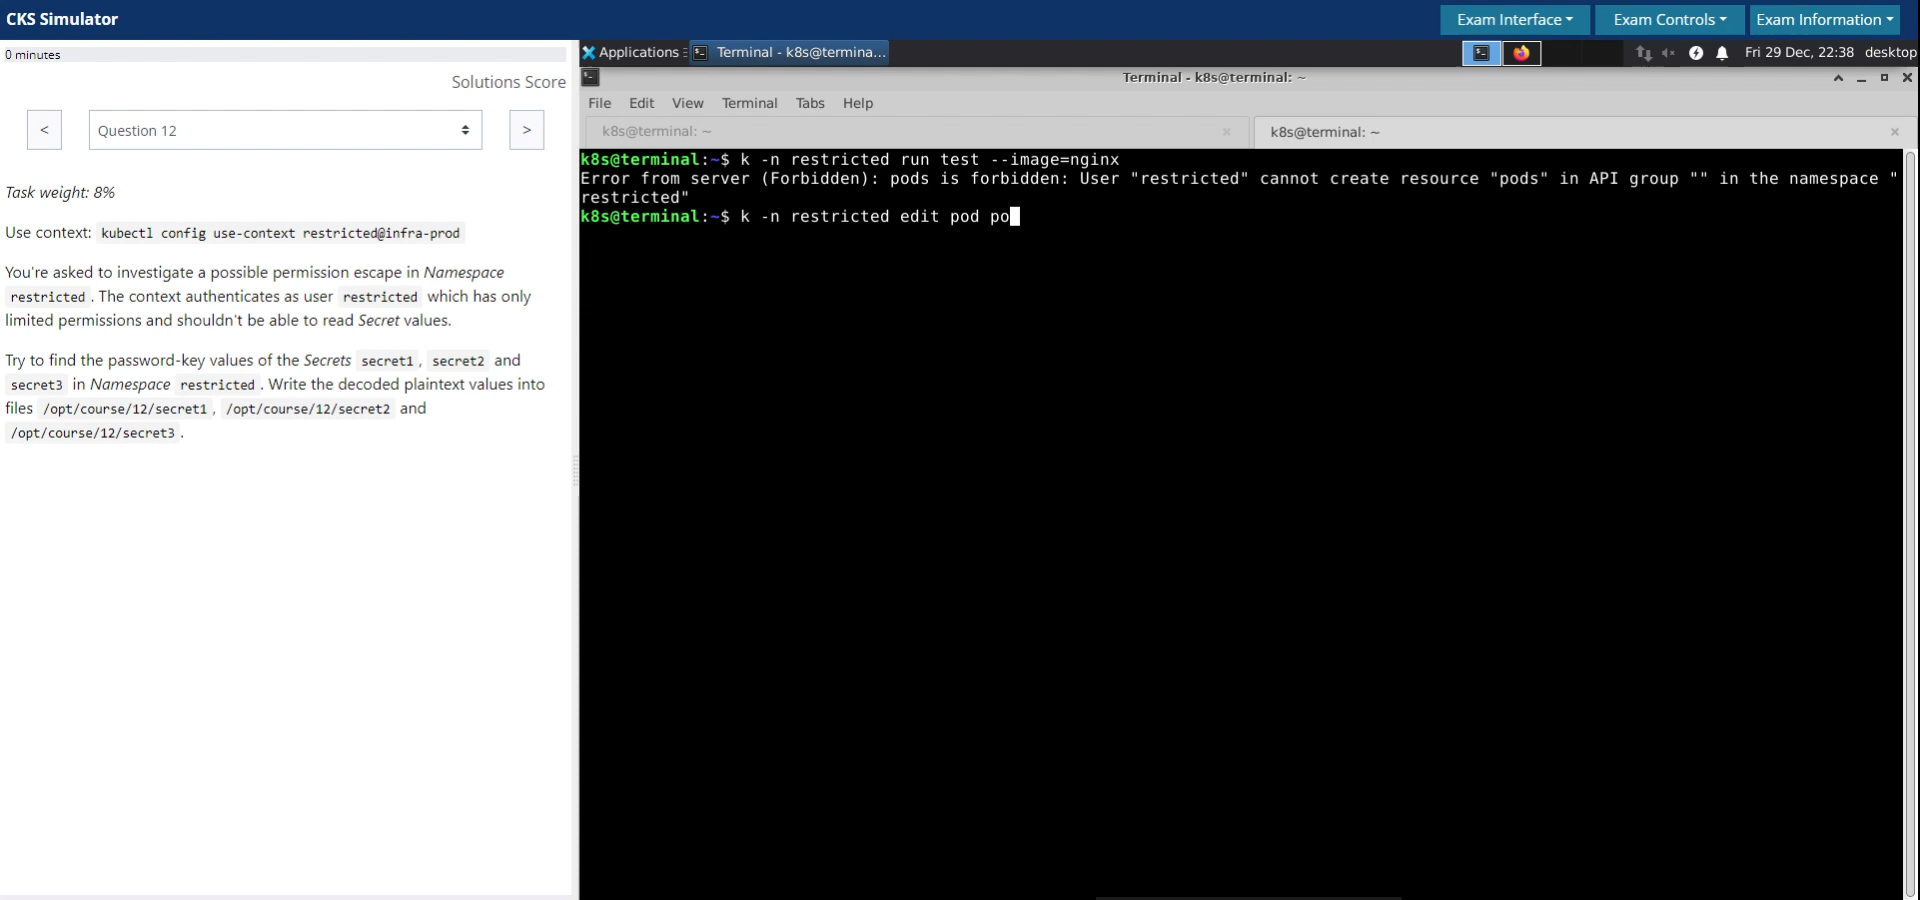 CKS Simulator
Exam Interface
Exam Controls
Exam Information
0 minutes
Solutions Score
< Question 12 >
Task weight: 8%
Use context: kubectl config use-context restricted@infra-prod
You're asked to investigate a possible permission escape in Namespace
restricted . The context authenticates as user restricted which has only
limited permissions and shouldn't be able to read Secret values.
Try to find the password-key values of the Secrets secret1 , secret2 and
secret3 in Namespace restricted . Write the decoded plaintext values into
files /opt/course/12/secret1 , /opt/course/12/secret2 and
/opt/course/12/secret3 .
Applications Terminal - k8s@termina... Fri 29 Dec, 22:38 desktop
Terminal - k8s@terminal: ~
File Edit View Terminal Tabs Help
k8s@terminal: ~ k8s@terminal: ~
k8s@terminal:~$ k -n restricted run test --image=nginx
Error from server (Forbidden): pods is forbidden: User "restricted" cannot create resource "pods" in API group "" in the namespace "
restricted"
k8s@terminal:~$ k -n restricted edit pod po